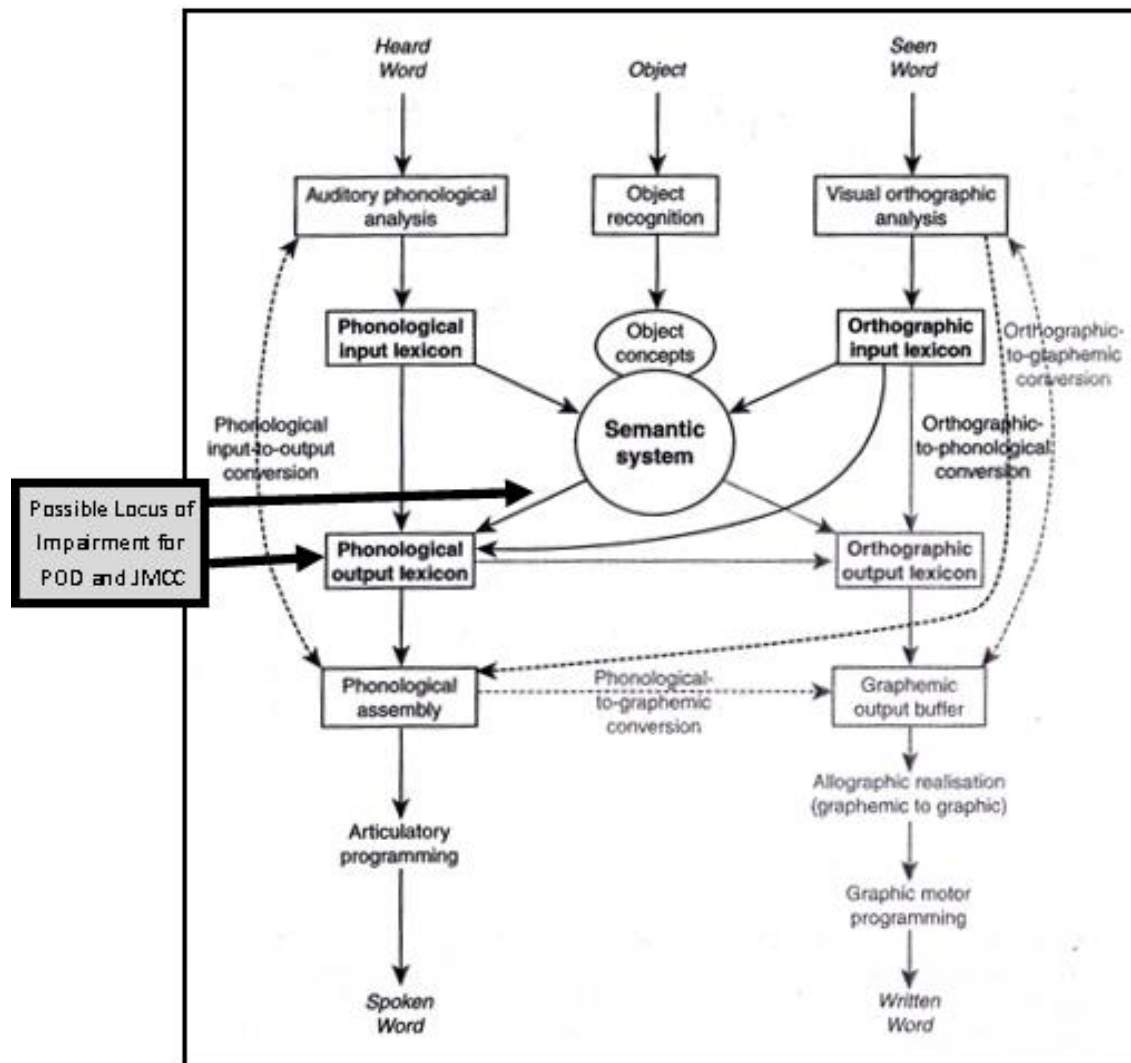 Heard
Word
Object
Seen
Word
Auditory phonological
analysis
Object
recognition
Visual orthographic
analysis
Phonological
input lexicon
Object
concepts
Orthographic
input lexicon
Orthographic-
to-graphemic
conversion
Phonological
input-to-output
conversion
Semantic
system
Orthographic-
to-phonological
conversion
Possible Locus of
Impairment for
POD and JMCC
Phonological
output lexicon
Orthographic
output lexicon
Phonological
assembly
Phonological-
to-graphemic
conversion
Graphemic
output buffer
Allographic realisation
(graphemic to graphic)
Articulatory
programming
Graphic motor
programming
Spoken
Word
Written
Word